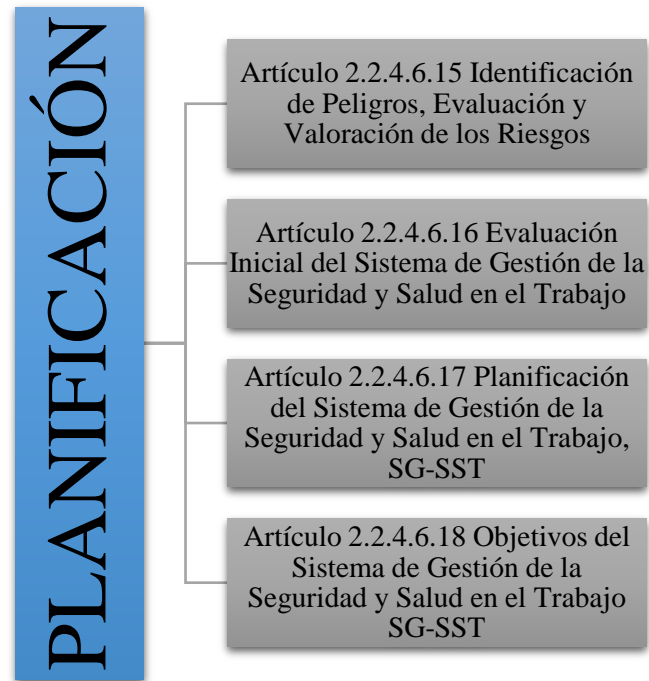 PLANIFICACIÓN
Artículo 2.2.4.6.15 Identificación
de Peligros, Evaluación y
Valoración de los Riesgos
Artículo 2.2.4.6.16 Evaluación
Inicial del Sistema de Gestión de la
Seguridad y Salud en el Trabajo
Artículo 2.2.4.6.17 Planificación
del Sistema de Gestión de la
Seguridad y Salud en el Trabajo,
SG-SST
Artículo 2.2.4.6.18 Objetivos del
Sistema de Gestión de la
Seguridad y Salud en el Trabajo
SG-SST